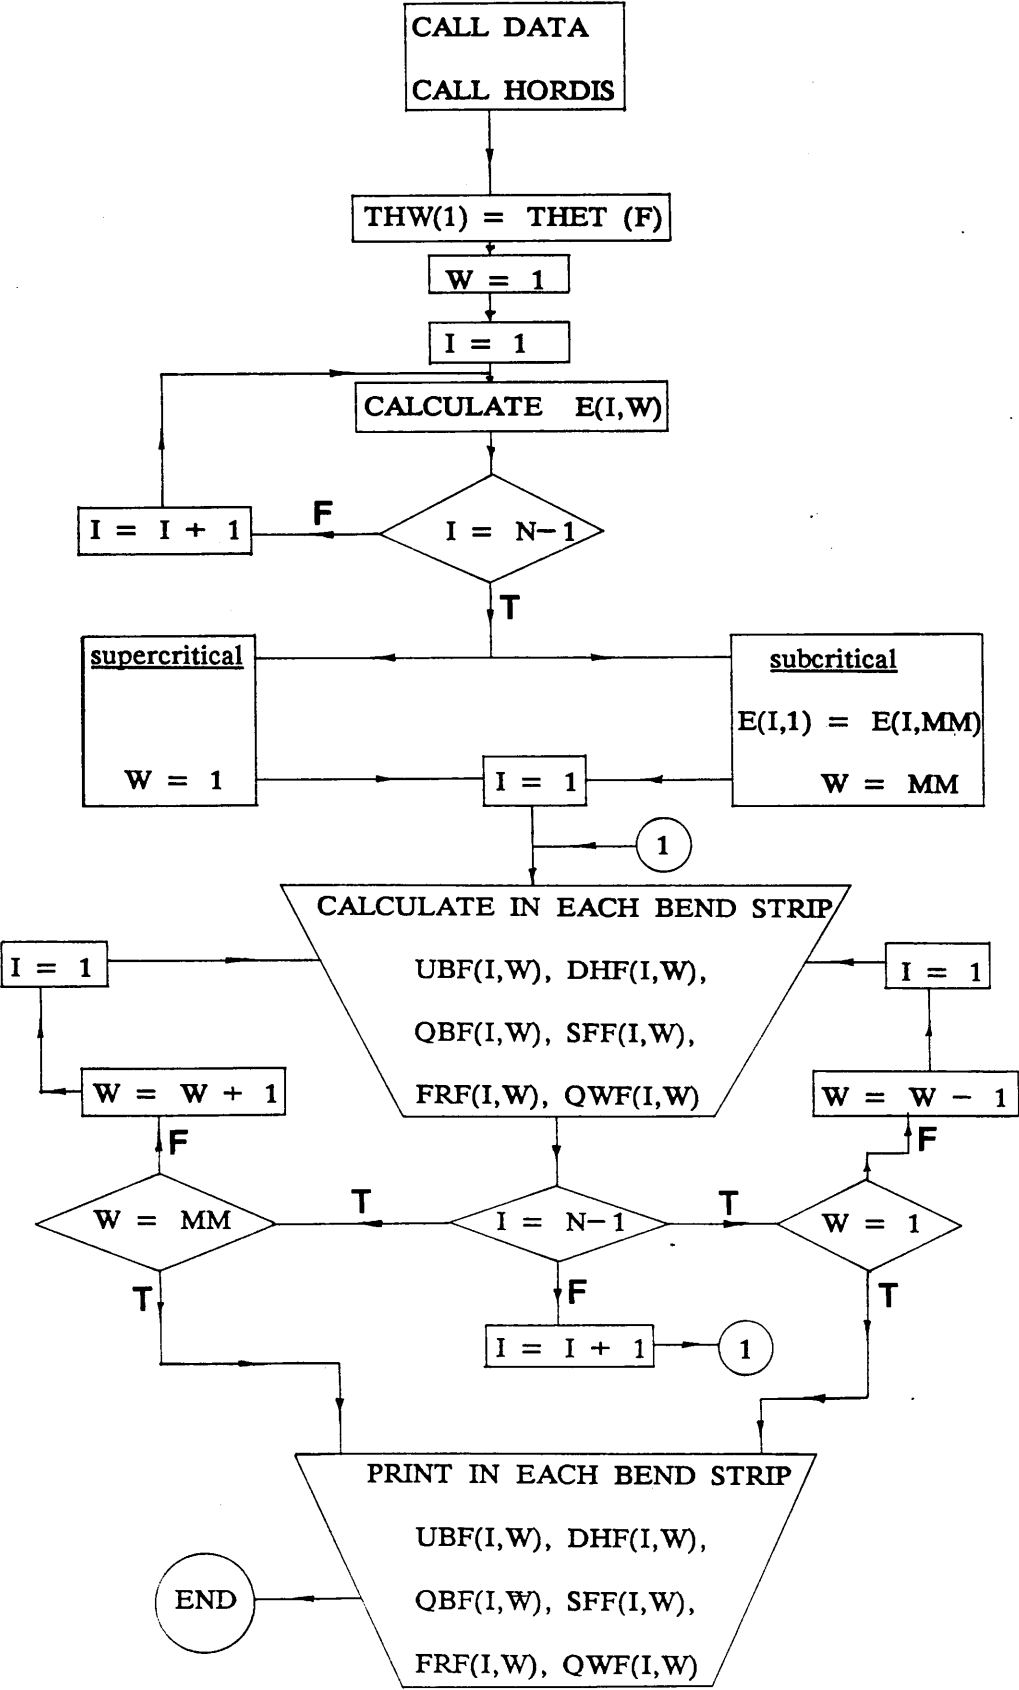 CALL DATA
CALL HORDIS
THW(1) = THET (F)
W = 1
I = 1
CALCULATE E(I,W)
I = I + 1
F
I = N-1
T
supercritical
W = 1
subcritical
E(I,1) = E(I,MM)
W = MM
I = 1
1
CALCULATE IN EACH BEND STRIP
UBF(I,W), DHF(I,W),
QBF(I,W), SFF(I,W),
FRF(I,W), QWF(I,W)
I = 1
I = 1
W = W + 1
W = W - 1
F
F
W = MM
T
I = N-1
T
W = 1
T
F
T
I = I + 1
1
PRINT IN EACH BEND STRIP
UBF(I,W), DHF(I,W),
QBF(I,W), SFF(I,W),
FRF(I,W), QWF(I,W)
END